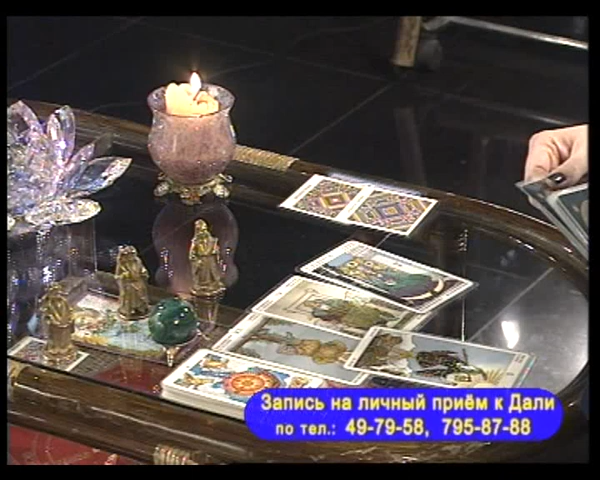 Запись на личный приём к Дали
по тел.: 49-79-58, 795-87-88